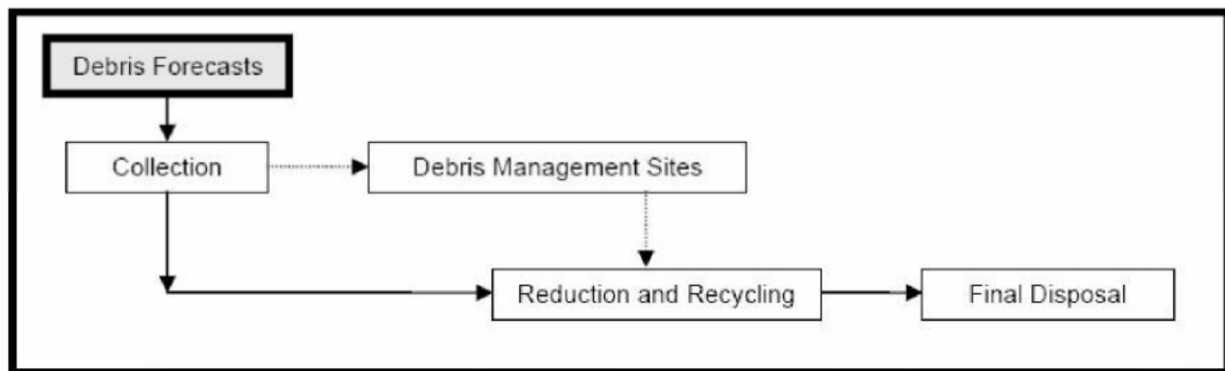 Debris Forecasts
Collection
Debris Management Sites
Reduction and Recycling
Final Disposal